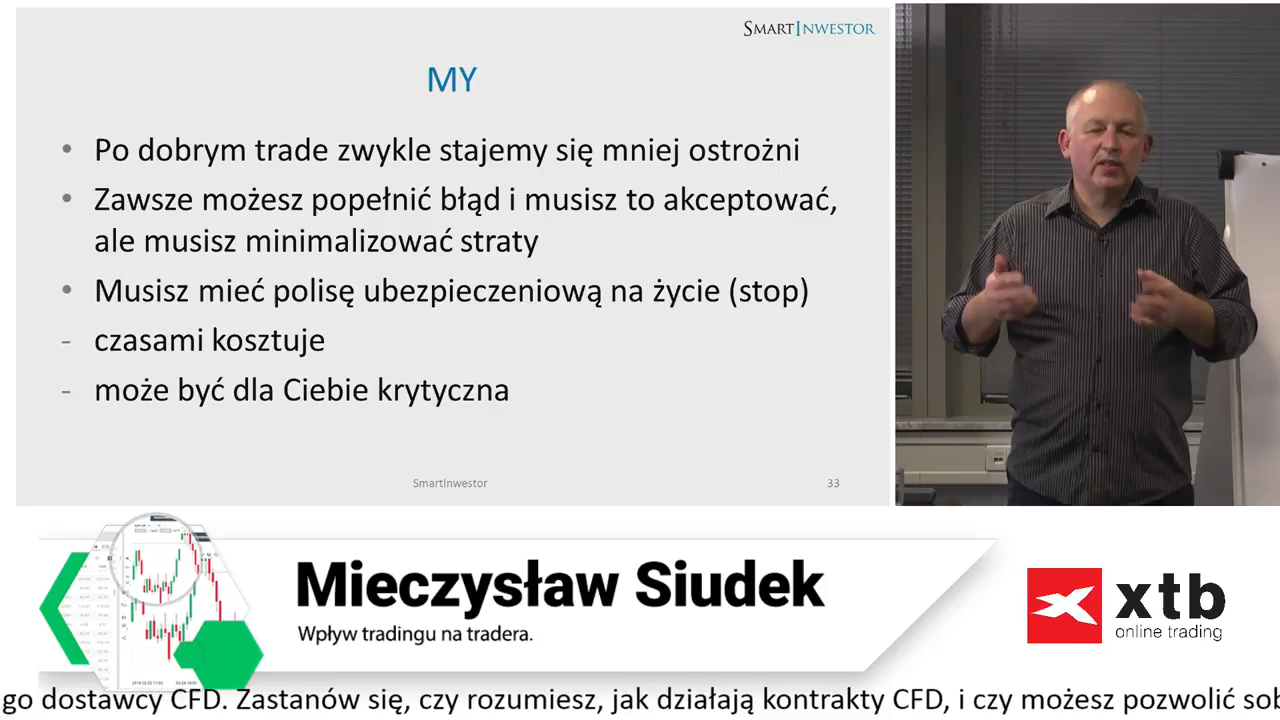 SMARTINWESTOR
MY
• Po dobrym trade zwykle stajemy się mniej ostrożni
• Zawsze możesz popełnić błąd i musisz to akceptować,
ale musisz minimalizować straty
• Musisz mieć polisę ubezpieczeniową na życie (stop)
- czasami kosztuje
- może być dla Ciebie krytyczna
SmartInwestor
33
Mieczysław Siudek
Wpływ tradingu na tradera.
xtb
online trading
go dostawcy CFD. Zastanów się, czy rozumiesz, jak działają kontrakty CFD, i czy możesz pozwolić sob